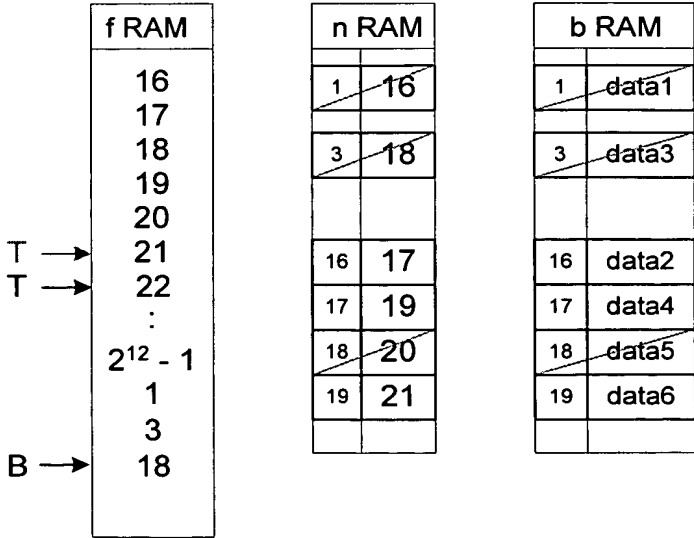 f RAM
16
17
18
19
20
T 21
T 22
:
2¹² - 1
1
3
B 18
n RAM
1 16
3 18
16 17
17 19
18 20
19 21
b RAM
1 data1
3 data3
16 data2
17 data4
18 data5
19 data6